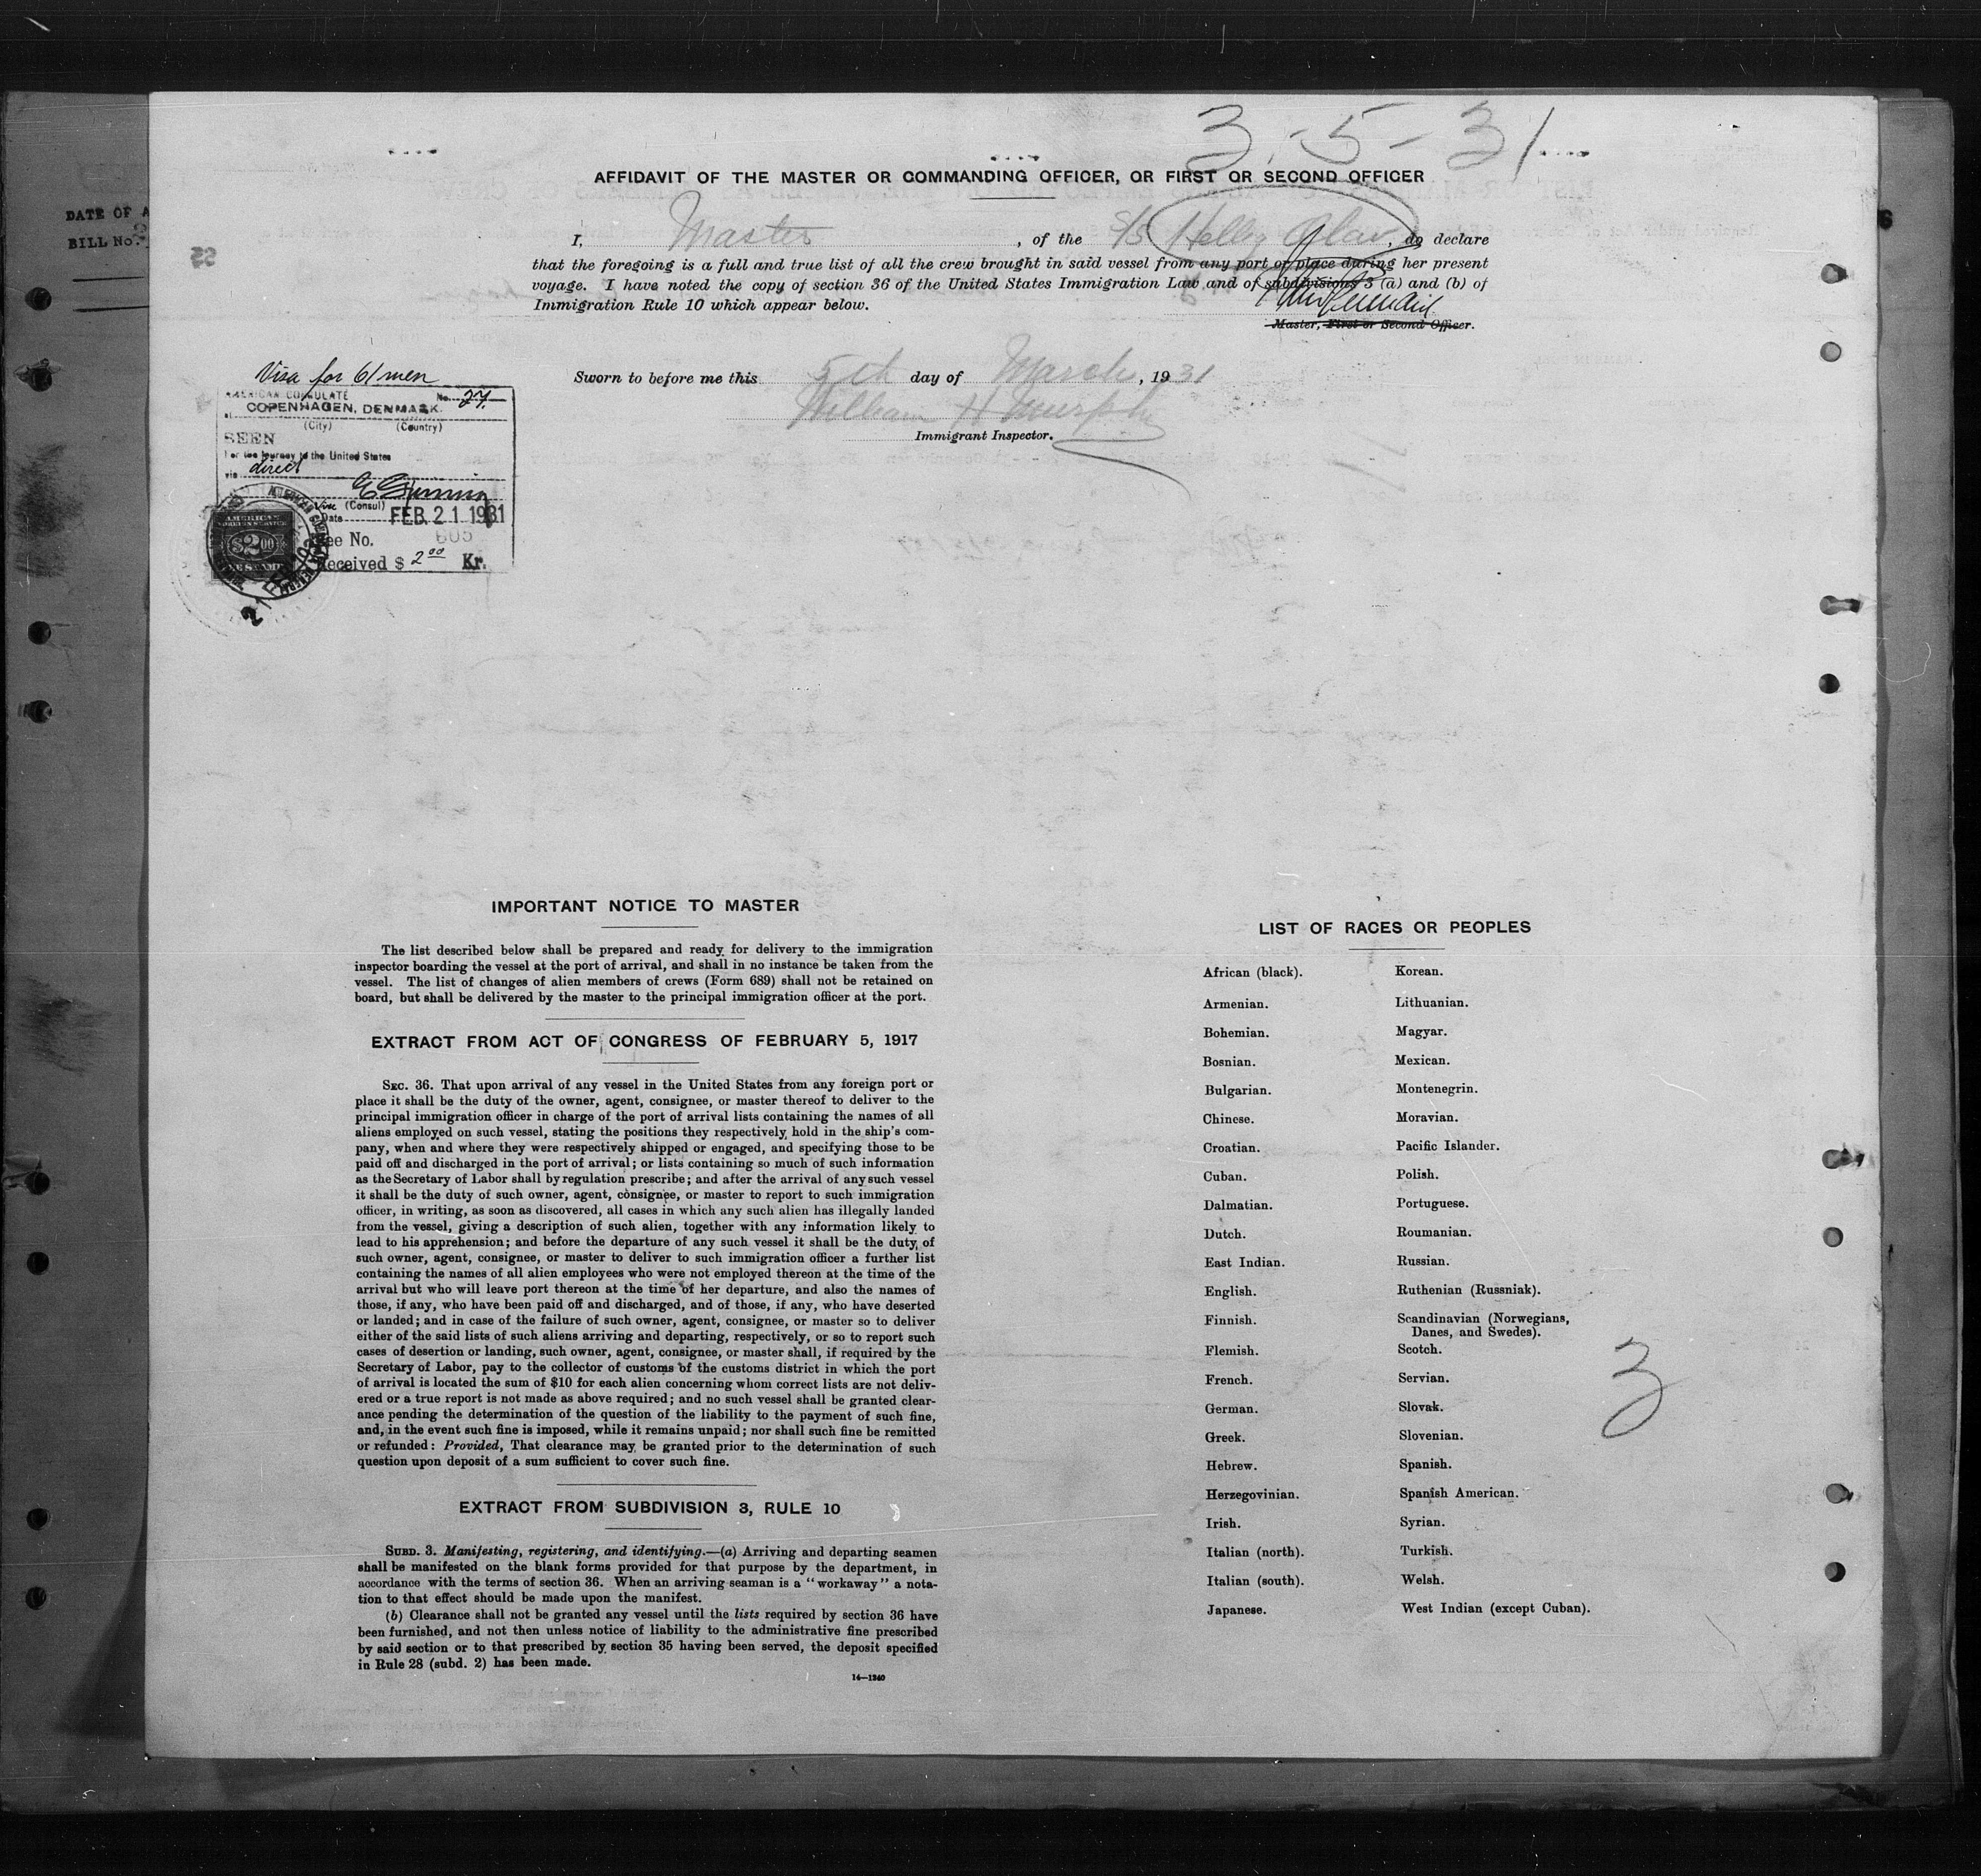 3-5-31
AFFIDAVIT OF THE MASTER OR COMMANDING OFFICER, OR FIRST OR SECOND OFFICER
DATE OF A
BILL No.
6
I, Master, of the S/S Hellig Olav, do declare
that the foregoing is a full and true list of all the crew brought in said vessel from any port or place during her present
voyage. I have noted the copy of section 36 of the United States Immigration Law and of subdivisions 3 (a) and (b) of
Immigration Rule 10 which appear below.
Master, First or Second Officer.
Sworn to before me this 5th day of March, 1931
William H Murphy
Immigrant Inspector.
Visa for 61 men
AMERICAN CONSULATE No. 27.
at COPENHAGEN, DENMARK.
(City) (Country)
SEEN
For the journey to the United States
via direct
Vice (Consul)
Date FEB. 21 1931
AMERICAN
FOREIGN SERVICE
$2.00
FEE STAMP
Fee No. 605
Received $ 2 00 Kr.
IMPORTANT NOTICE TO MASTER
The list described below shall be prepared and ready for delivery to the immigration
inspector boarding the vessel at the port of arrival, and shall in no instance be taken from the
vessel. The list of changes of alien members of crews (Form 689) shall not be retained on
board, but shall be delivered by the master to the principal immigration officer at the port.
EXTRACT FROM ACT OF CONGRESS OF FEBRUARY 5, 1917
SEC. 36. That upon arrival of any vessel in the United States from any foreign port or
place it shall be the duty of the owner, agent, consignee, or master thereof to deliver to the
principal immigration officer in charge of the port of arrival lists containing the names of all
aliens employed on such vessel, stating the positions they respectively hold in the ship's com-
pany, when and where they were respectively shipped or engaged, and specifying those to be
paid off and discharged in the port of arrival; or lists containing so much of such information
as the Secretary of Labor shall by regulation prescribe; and after the arrival of any such vessel
it shall be the duty of such owner, agent, consignee, or master to report to such immigration
officer, in writing, as soon as discovered, all cases in which any such alien has illegally landed
from the vessel, giving a description of such alien, together with any information likely to
lead to his apprehension; and before the departure of any such vessel it shall be the duty of
such owner, agent, consignee, or master to deliver to such immigration officer a further list
containing the names of all alien employees who were not employed thereon at the time of the
arrival but who will leave port thereon at the time of her departure, and also the names of
those, if any, who have been paid off and discharged, and of those, if any, who have deserted
or landed; and in case of the failure of such owner, agent, consignee, or master so to deliver
either of the said lists of such aliens arriving and departing, respectively, or so to report such
cases of desertion or landing, such owner, agent, consignee, or master shall, if required by the
Secretary of Labor, pay to the collector of customs of the customs district in which the port
of arrival is located the sum of $10 for each alien concerning whom correct lists are not deliv-
ered or a true report is not made as above required; and no such vessel shall be granted clear-
ance pending the determination of the question of the liability to the payment of such fine,
and, in the event such fine is imposed, while it remains unpaid; nor shall such fine be remitted
or refunded: Provided, That clearance may be granted prior to the determination of such
question upon deposit of a sum sufficient to cover such fine.
EXTRACT FROM SUBDIVISION 3, RULE 10
SUBD. 3. Manifesting, registering, and identifying.—(a) Arriving and departing seamen
shall be manifested on the blank forms provided for that purpose by the department, in
accordance with the terms of section 36. When an arriving seaman is a "workaway" a nota-
tion to that effect should be made upon the manifest.
(b) Clearance shall not be granted any vessel until the lists required by section 36 have
been furnished, and not then unless notice of liability to the administrative fine prescribed
by said section or to that prescribed by section 35 having been served, the deposit specified
in Rule 28 (subd. 2) has been made.
14—1240
LIST OF RACES OR PEOPLES
African (black). Korean.
Armenian. Lithuanian.
Bohemian. Magyar.
Bosnian. Mexican.
Bulgarian. Montenegrin.
Chinese. Moravian.
Croatian. Pacific Islander.
Cuban. Polish.
Dalmatian. Portuguese.
Dutch. Roumanian.
East Indian. Russian.
English. Ruthenian (Russniak).
Finnish. Scandinavian (Norwegians,
Danes, and Swedes).
Flemish. Scotch.
French. Servian.
German. Slovak.
Greek. Slovenian.
Hebrew. Spanish.
Herzegovinian. Spanish American.
Irish. Syrian.
Italian (north). Turkish.
Italian (south). Welsh.
Japanese. West Indian (except Cuban).
3